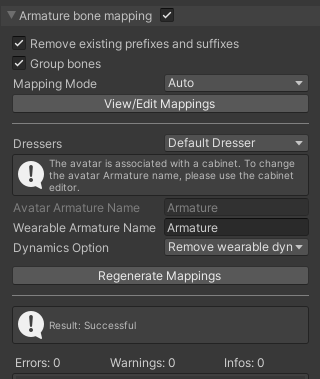 Armature bone mapping
Remove existing prefixes and suffixes
Group bones
Mapping Mode Auto
View/Edit Mappings
Dressers Default Dresser
The avatar is associated with a cabinet. To change
the avatar Armature name, please use the cabinet
editor.
Avatar Armature Name Armature
Wearable Armature Name Armature
Dynamics Option Remove wearable dyn
Regenerate Mappings
Result: Successful
Errors: 0 Warnings: 0 Infos: 0